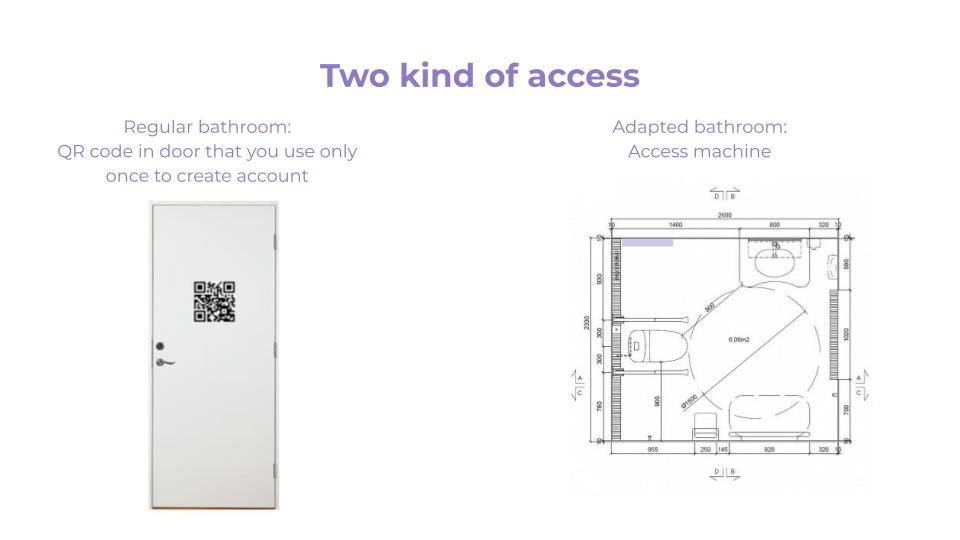 Two kind of access
Regular bathroom:
QR code in door that you use only
once to create account
Adapted bathroom:
Access machine
D B
2600
10 1460 800 320 10
10
930
300
300
780
10
2330
590
1020
700
900
6,06m2
Ø1500
900
A
C
A
C
955 250 145 920 320 10
D B